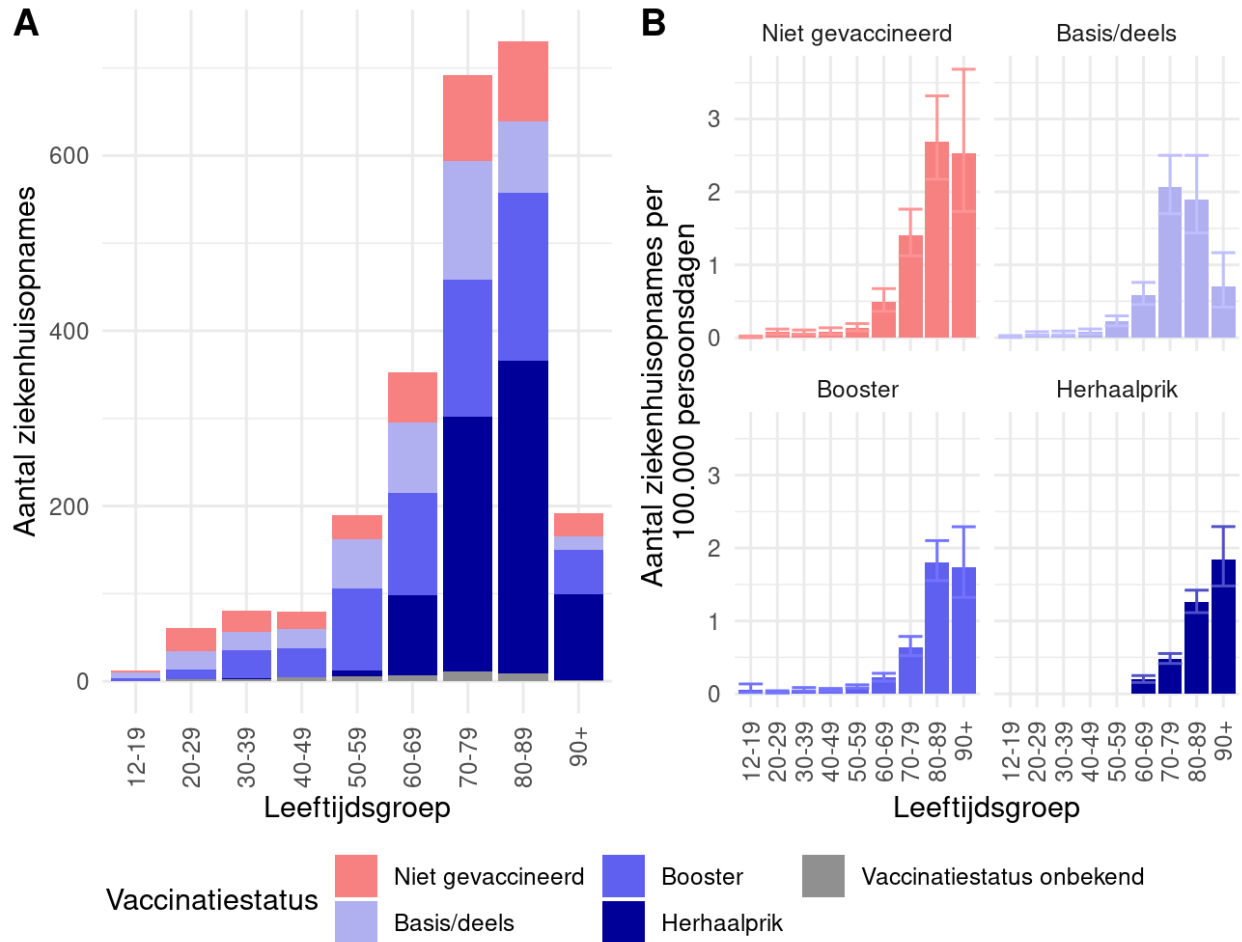 A
Aantal ziekenhuisopnames
600
400
200
0
12-19
20-29
30-39
40-49
50-59
60-69
70-79
80-89
90+
Leeftijdsgroep
B
Aantal ziekenhuisopnames per
100.000 persoonsdagen
Niet gevaccineerd
Basis/deels
3
2
1
0
Booster
Herhaalprik
3
2
1
0
12-19
20-29
30-39
40-49
50-59
60-69
70-79
80-89
90+
12-19
20-29
30-39
40-49
50-59
60-69
70-79
80-89
90+
Leeftijdsgroep
Vaccinatiestatus
Niet gevaccineerd
Basis/deels
Booster
Herhaalprik
Vaccinatiestatus onbekend